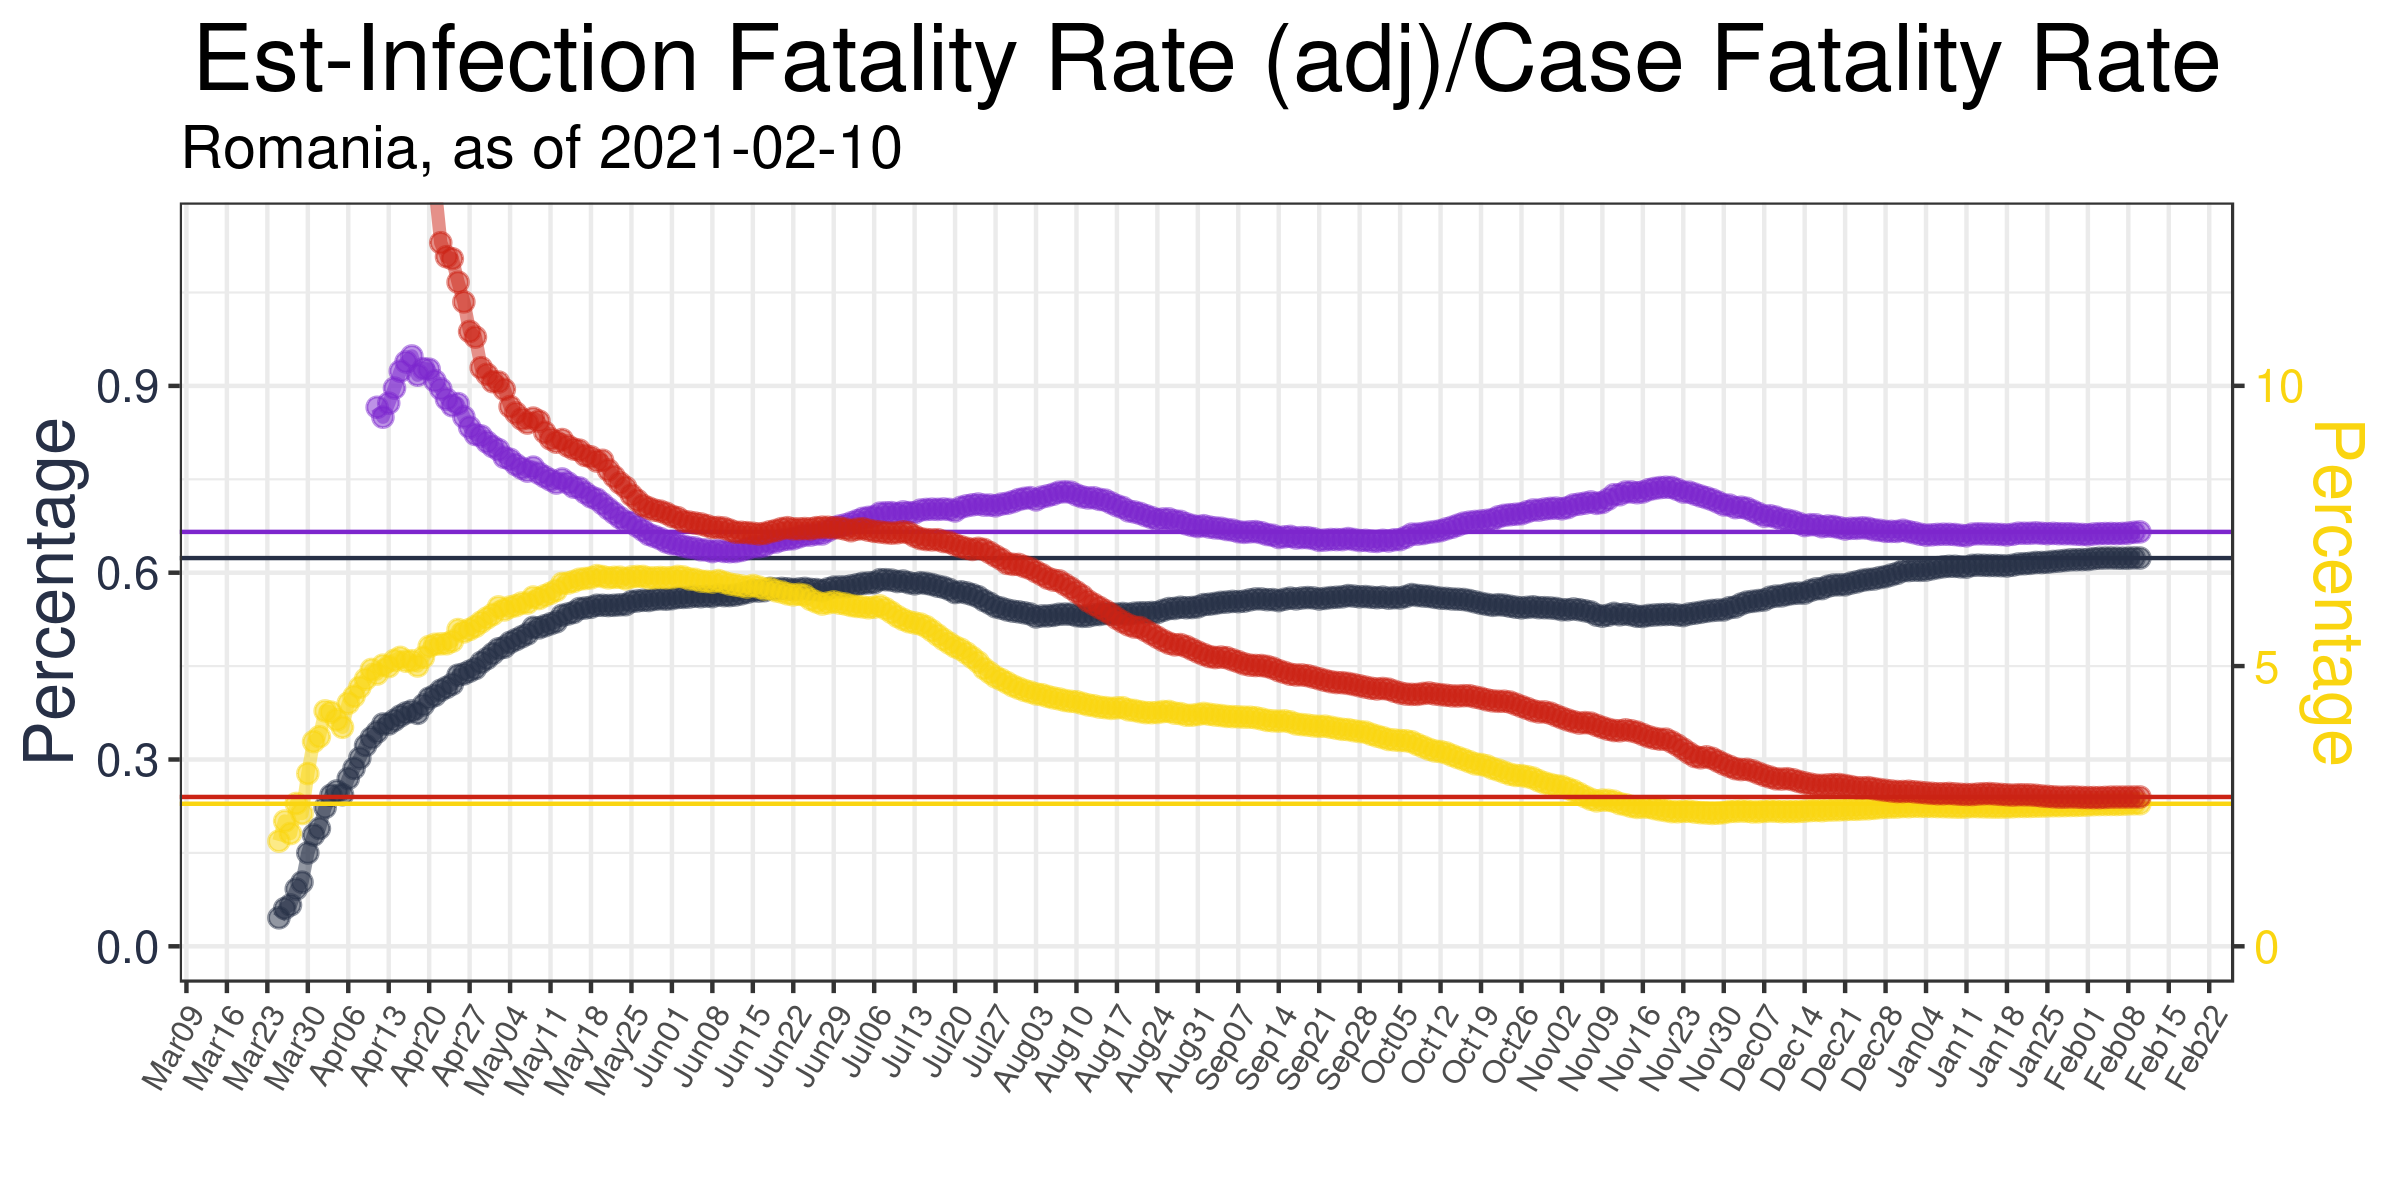 Est-Infection Fatality Rate (adj)/Case Fatality Rate
Romania, as of 2021-02-10
Percentage
0.9
0.6
0.3
0.0
10
5
0
Percentage
Mar09
Mar16
Mar23
Mar30
Apr06
Apr13
Apr20
Apr27
May04
May11
May18
May25
Jun01
Jun08
Jun15
Jun22
Jun29
Jul06
Jul13
Jul20
Jul27
Aug03
Aug10
Aug17
Aug24
Aug31
Sep07
Sep14
Sep21
Sep28
Oct05
Oct12
Oct19
Oct26
Nov02
Nov09
Nov16
Nov23
Nov30
Dec07
Dec14
Dec21
Dec28
Jan04
Jan11
Jan18
Jan25
Feb01
Feb08
Feb15
Feb22